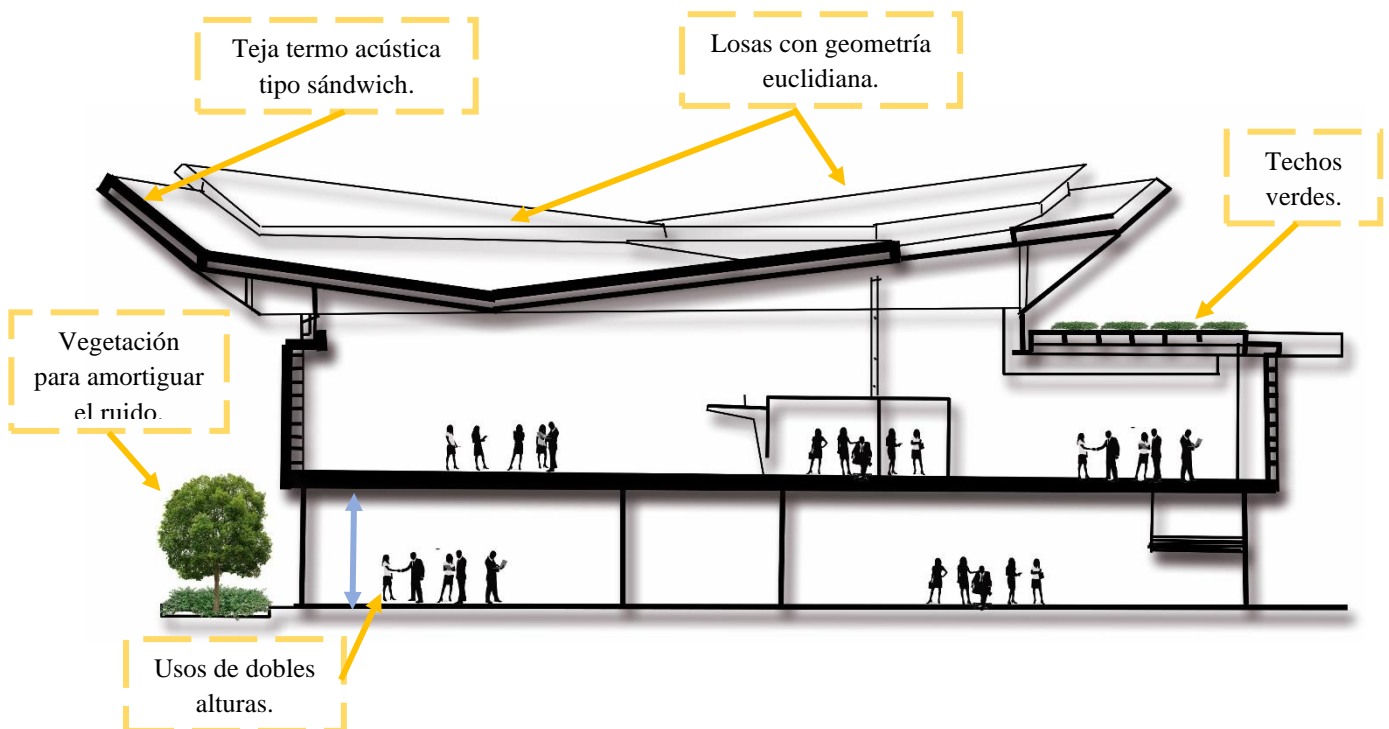 Teja termo acústica
tipo sándwich.
Losas con geometría
euclidiana.
Techos
verdes.
Vegetación
para amortiguar
el ruido.
Usos de dobles
alturas.